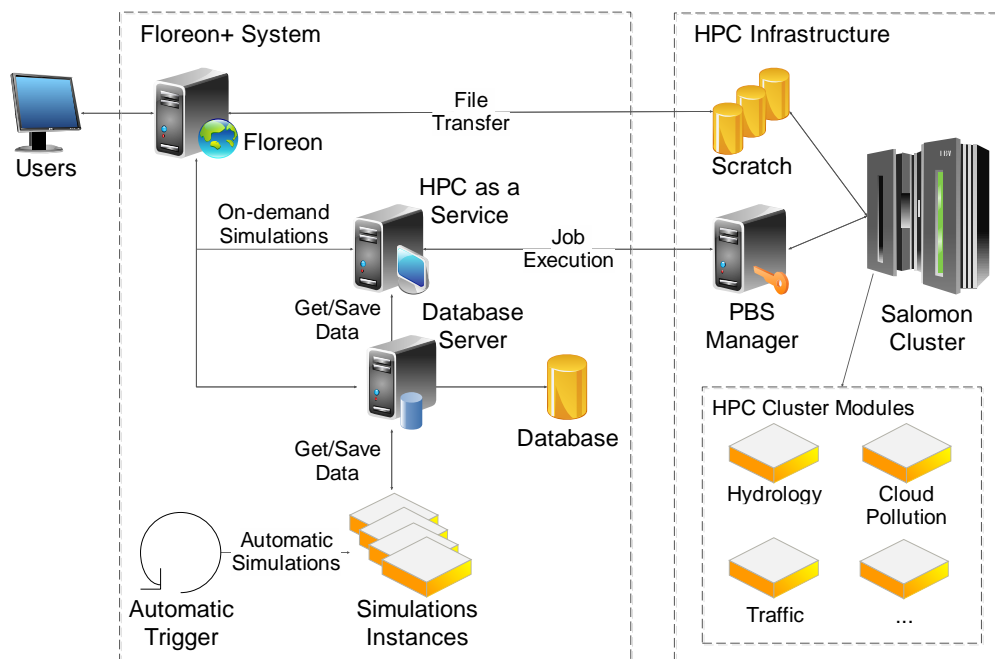 Floreon+ System
HPC Infrastructure
Users
Floreon
File
Transfer
Scratch
On-demand
Simulations
HPC as a
Service
Job
Execution
PBS
Manager
Salomon
Cluster
Get/Save
Data
Database
Server
Database
Get/Save
Data
Automatic
Trigger
Automatic
Simulations
Simulations
Instances
HPC Cluster Modules
Hydrology
Cloud
Pollution
Traffic
...